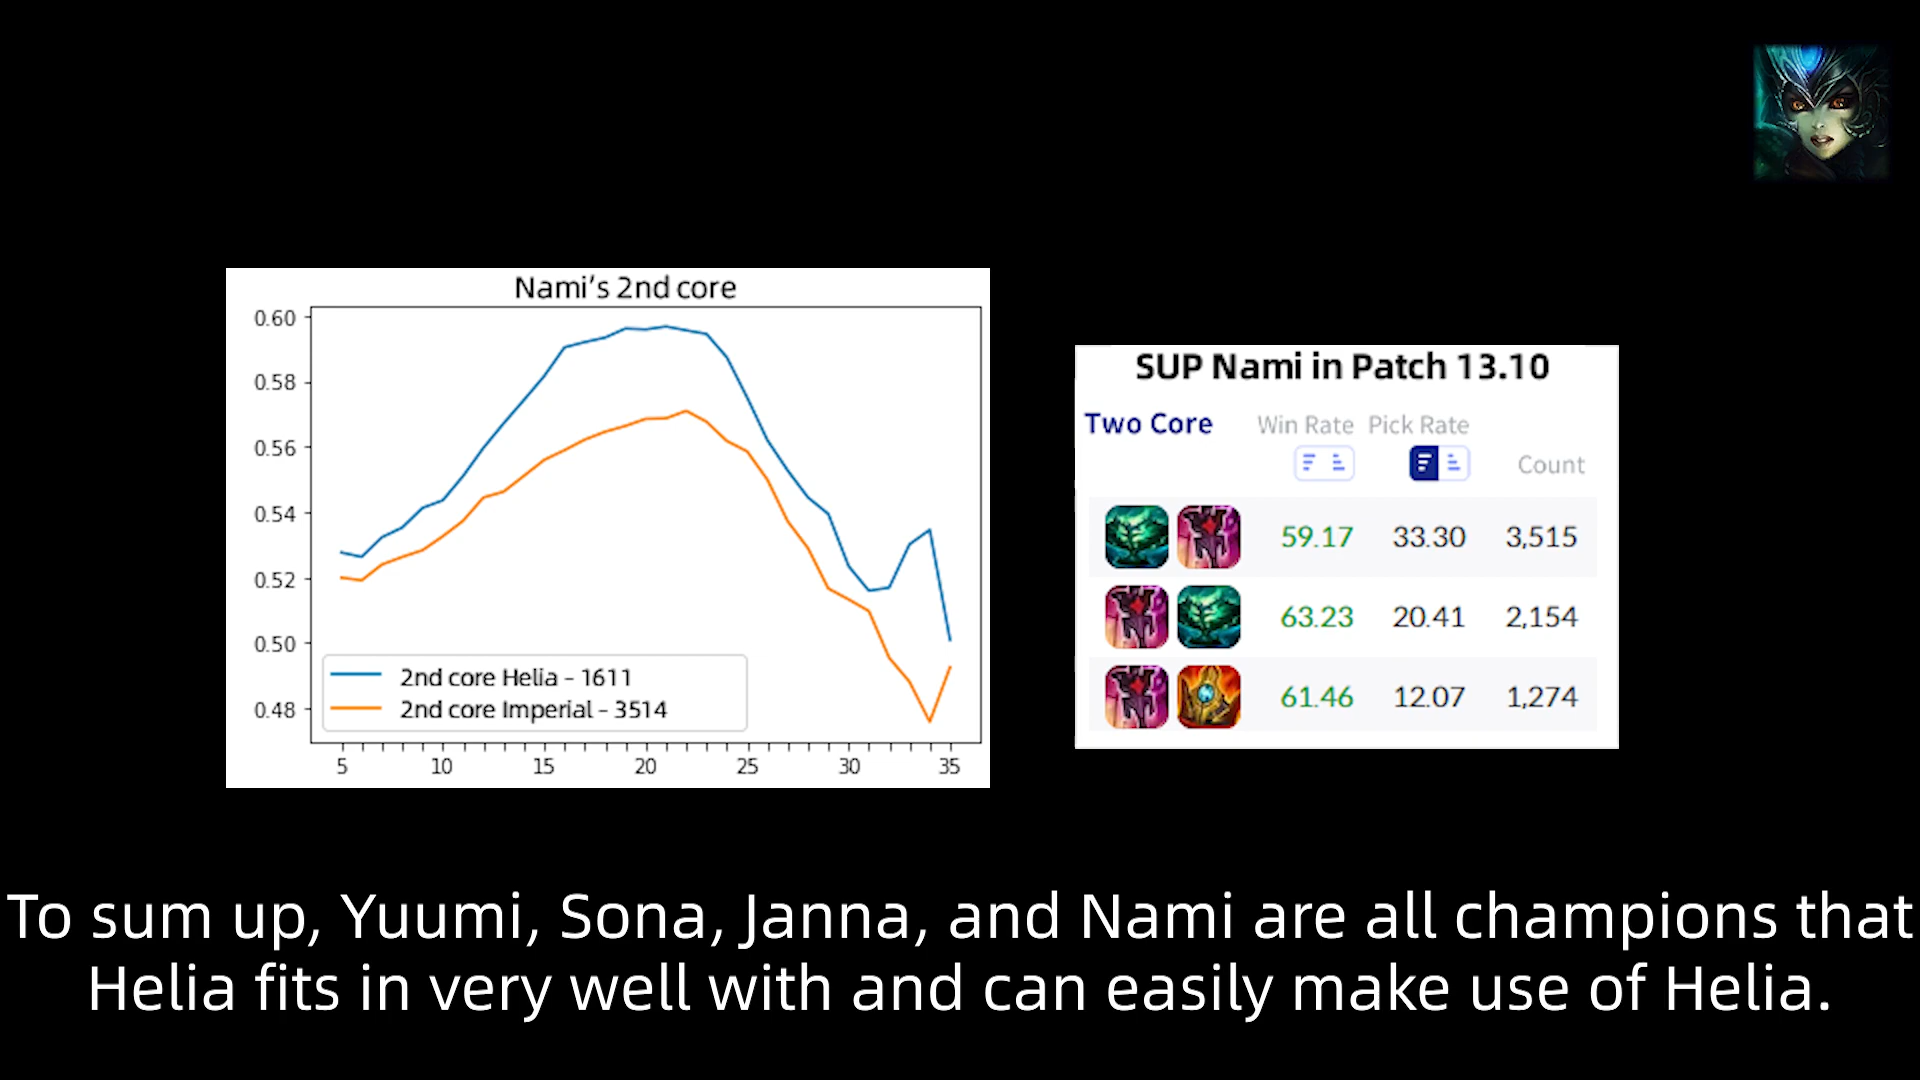 Nami's 2nd core
0.60
0.58
0.56
0.54
0.52
0.50
0.48
2nd core Helia - 1611
2nd core Imperial - 3514
5 10 15 20 25 30 35
SUP Nami in Patch 13.10
Two Core Win Rate Pick Rate
Count
59.17 33.30 3,515
63.23 20.41 2,154
61.46 12.07 1,274
To sum up, Yuumi, Sona, Janna, and Nami are all champions that
Helia fits in very well with and can easily make use of Helia.